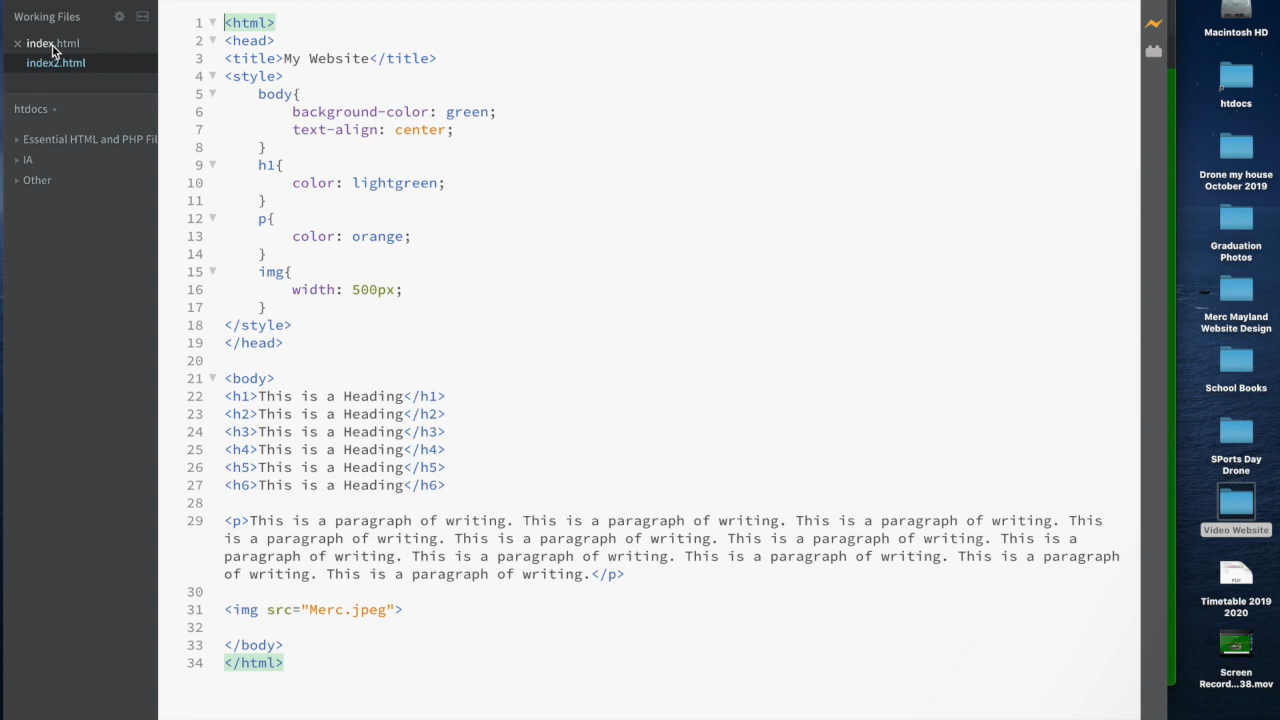 Working Files
index.html
index2.html
htdocs
Essential HTML and PHP Fil
IA
Other
1 <html>
2 <head>
3 <title>My Website</title>
4 <style>
5 body{
6 background-color: green;
7 text-align: center;
8 }
9 h1{
10 color: lightgreen;
11 }
12 p{
13 color: orange;
14 }
15 img{
16 width: 500px;
17 }
18 </style>
19 </head>
20
21 <body>
22 <h1>This is a Heading</h1>
23 <h2>This is a Heading</h2>
24 <h3>This is a Heading</h3>
25 <h4>This is a Heading</h4>
26 <h5>This is a Heading</h5>
27 <h6>This is a Heading</h6>
28
29 <p>This is a paragraph of writing. This is a paragraph of writing. This is a paragraph of writing. This
is a paragraph of writing. This is a paragraph of writing. This is a paragraph of writing. This is a
paragraph of writing. This is a paragraph of writing. This is a paragraph of writing. This is a paragraph
of writing. This is a paragraph of writing.</p>
30
31 <img src="Merc.jpeg">
32
33 </body>
34 </html>
Macintosh HD
htdocs
Drone my house
October 2019
Graduation
Photos
Merc Mayland
Website Design
School Books
SPorts Day
Drone
Video Website
PDF
Timetable 2019
2020
Screen
Record...38.mov